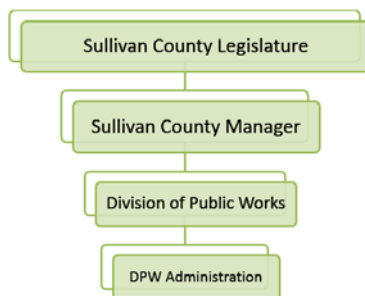 Sullivan County Legislature
Sullivan County Manager
Division of Public Works
DPW Administration